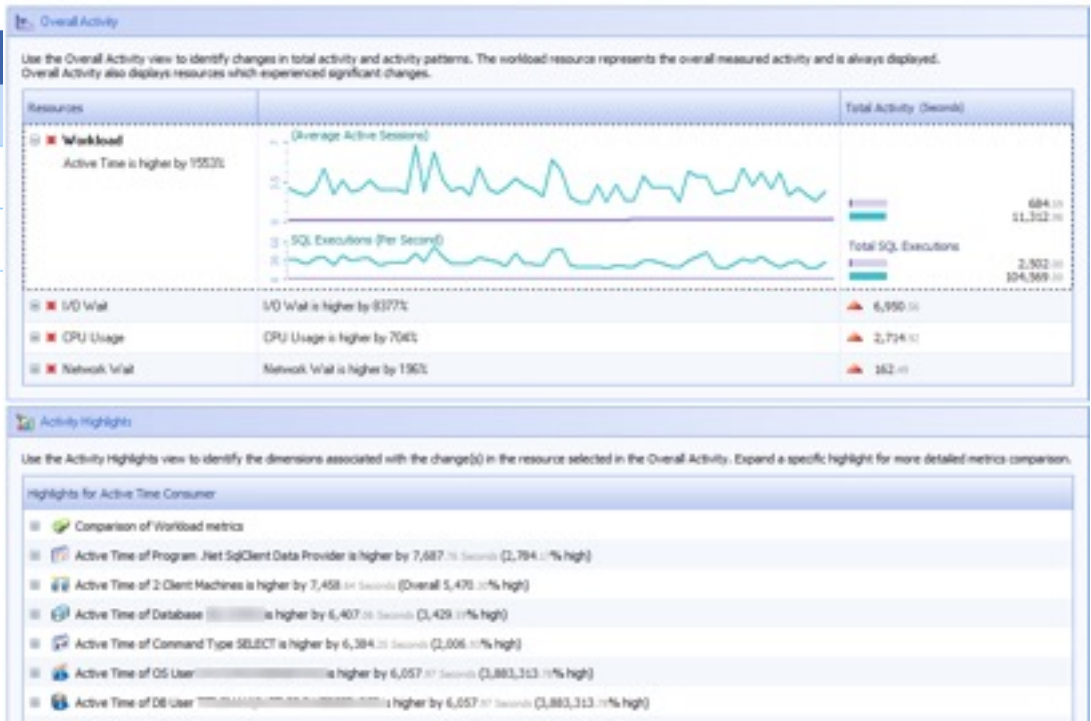 Overall Activity
Use the Overall Activity view to identify changes in total activity and activity patterns. The workload resource represents the overall measured activity and is always displayed.
Overall Activity also displays resources which experienced significant changes.
Resources
Total Activity (Seconds)
Workload
Active Time is higher by 1553%
(Average Active Sessions)
684
11,312
SQL Executions (Per Second)
Total SQL Executions
2,502
104,569
I/O Wait
I/O Wait is higher by 8377%
6,950
CPU Usage
CPU Usage is higher by 704%
2,714
Network Wait
Network Wait is higher by 196%
162
Activity Highlights
Use the Activity Highlights view to identify the dimensions associated with the change(s) in the resource selected in the Overall Activity. Expand a specific highlight for more detailed metrics comparison.
Highlights for Active Time Consumer
Comparison of Workload metrics
Active Time of Program .Net SqlClient Data Provider is higher by 7,687 Seconds (2,784 % high)
Active Time of 2 Client Machines is higher by 7,458 Seconds (Overall 5,470 % high)
Active Time of Database is higher by 6,407 Seconds (3,429 % high)
Active Time of Command Type SELECT is higher by 6,384 Seconds (2,006 % high)
Active Time of OS User is higher by 6,057 Seconds (3,883,313 % high)
Active Time of DB User higher by 6,057 Seconds (3,883,313 % high)